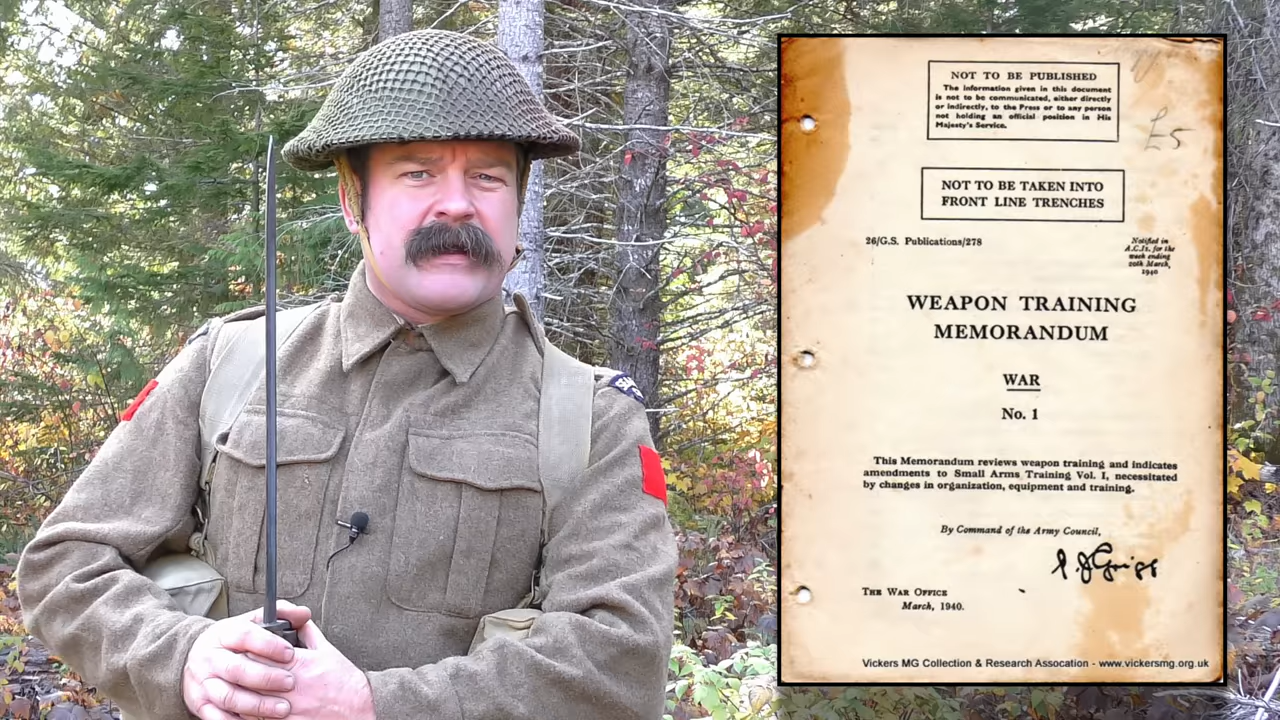 NOT TO BE PUBLISHED
The information given in this document
is not to be communicated, either directly
or indirectly, to the Press or to any person
not holding an official position in His
Majesty's Service.
£5
NOT TO BE TAKEN INTO
FRONT LINE TRENCHES
26/G.S. Publications/278
Notified in
A.C.Is. for the
week ending
20th March,
1940
WEAPON TRAINING
MEMORANDUM
WAR
No. 1
This Memorandum reviews weapon training and indicates
amendments to Small Arms Training Vol. I, necessitated
by changes in organization, equipment and training.
By Command of the Army Council,
THE WAR OFFICE
March, 1940.
Vickers MG Collection & Research Assocation - www.vickersmg.org.uk